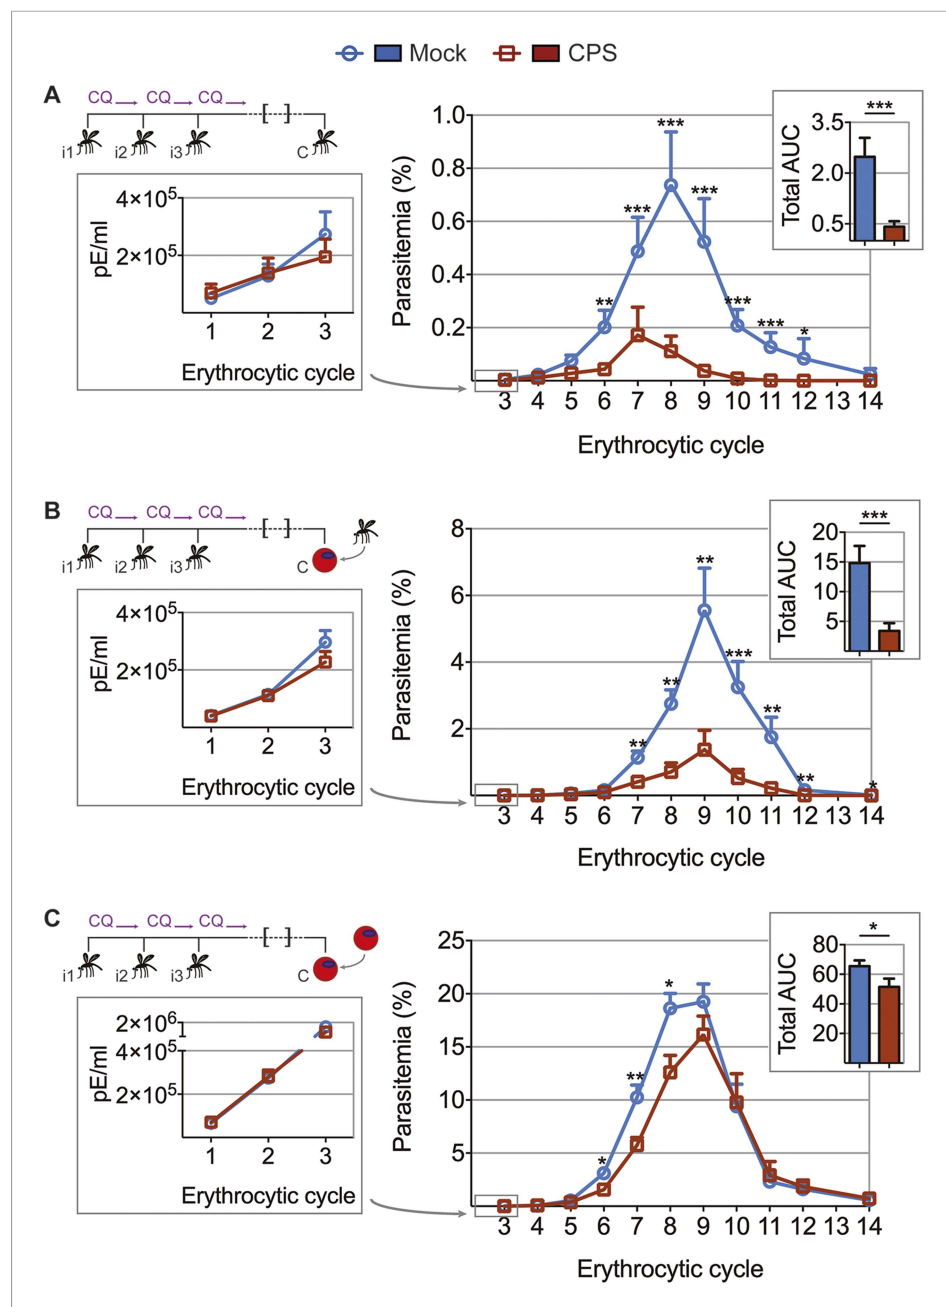 Mock CPS
A
CQ CQ CQ
[ ]
i1 i2 i3 C
4×10⁵
2×10⁵
pE/ml
1 2 3
Erythrocytic cycle
1.0
0.8
0.6
0.4
0.2
Parasitemia (%)
*** *** *** ** *** *** *
3 4 5 6 7 8 9 10 11 12 13 14
Erythrocytic cycle
***
3.5
2.0
0.5
Total AUC
B
CQ CQ CQ
[ ]
i1 i2 i3 C
4×10⁵
2×10⁵
pE/ml
1 2 3
Erythrocytic cycle
8
6
4
2
Parasitemia (%)
** *** ** ** ** ** *
3 4 5 6 7 8 9 10 11 12 13 14
Erythrocytic cycle
***
20
15
10
5
Total AUC
C
CQ CQ CQ
[ ]
i1 i2 i3 C
2×10⁶
4×10⁵
2×10⁵
pE/ml
1 2 3
Erythrocytic cycle
25
20
15
10
5
Parasitemia (%)
* ** *
3 4 5 6 7 8 9 10 11 12 13 14
Erythrocytic cycle
*
80
60
40
20
Total AUC